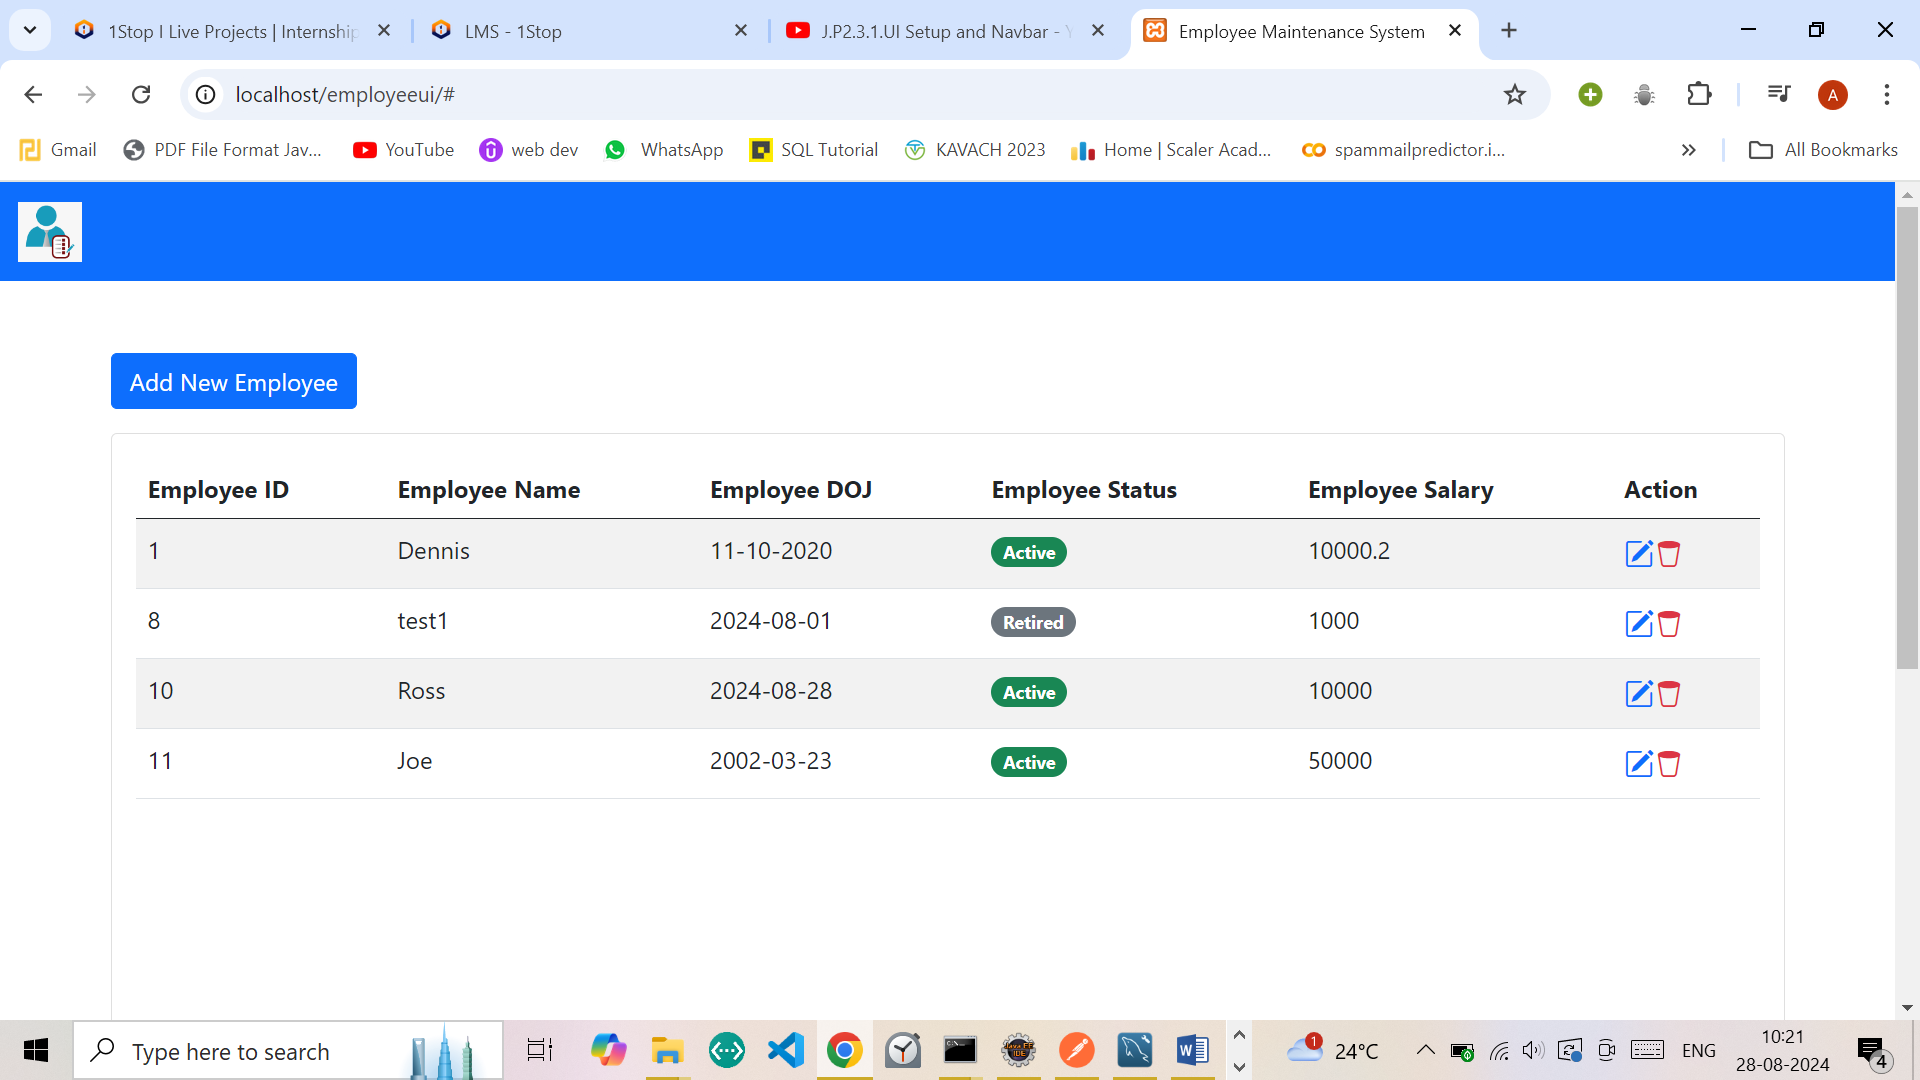 1Stop I Live Projects | Internship
LMS - 1Stop
J.P2.3.1.UI Setup and Navbar - Y
Employee Maintenance System
localhost/employeeui/#
A
Gmail
PDF File Format Jav...
YouTube
web dev
WhatsApp
SQL Tutorial
KAVACH 2023
Home | Scaler Acad...
spammailpredictor.i...
All Bookmarks
Add New Employee
Employee ID Employee Name Employee DOJ Employee Status Employee Salary Action
1 Dennis 11-10-2020 Active 10000.2
8 test1 2024-08-01 Retired 1000
10 Ross 2024-08-28 Active 10000
11 Joe 2002-03-23 Active 50000
Type here to search
1
24°C
ENG
10:21
28-08-2024
4